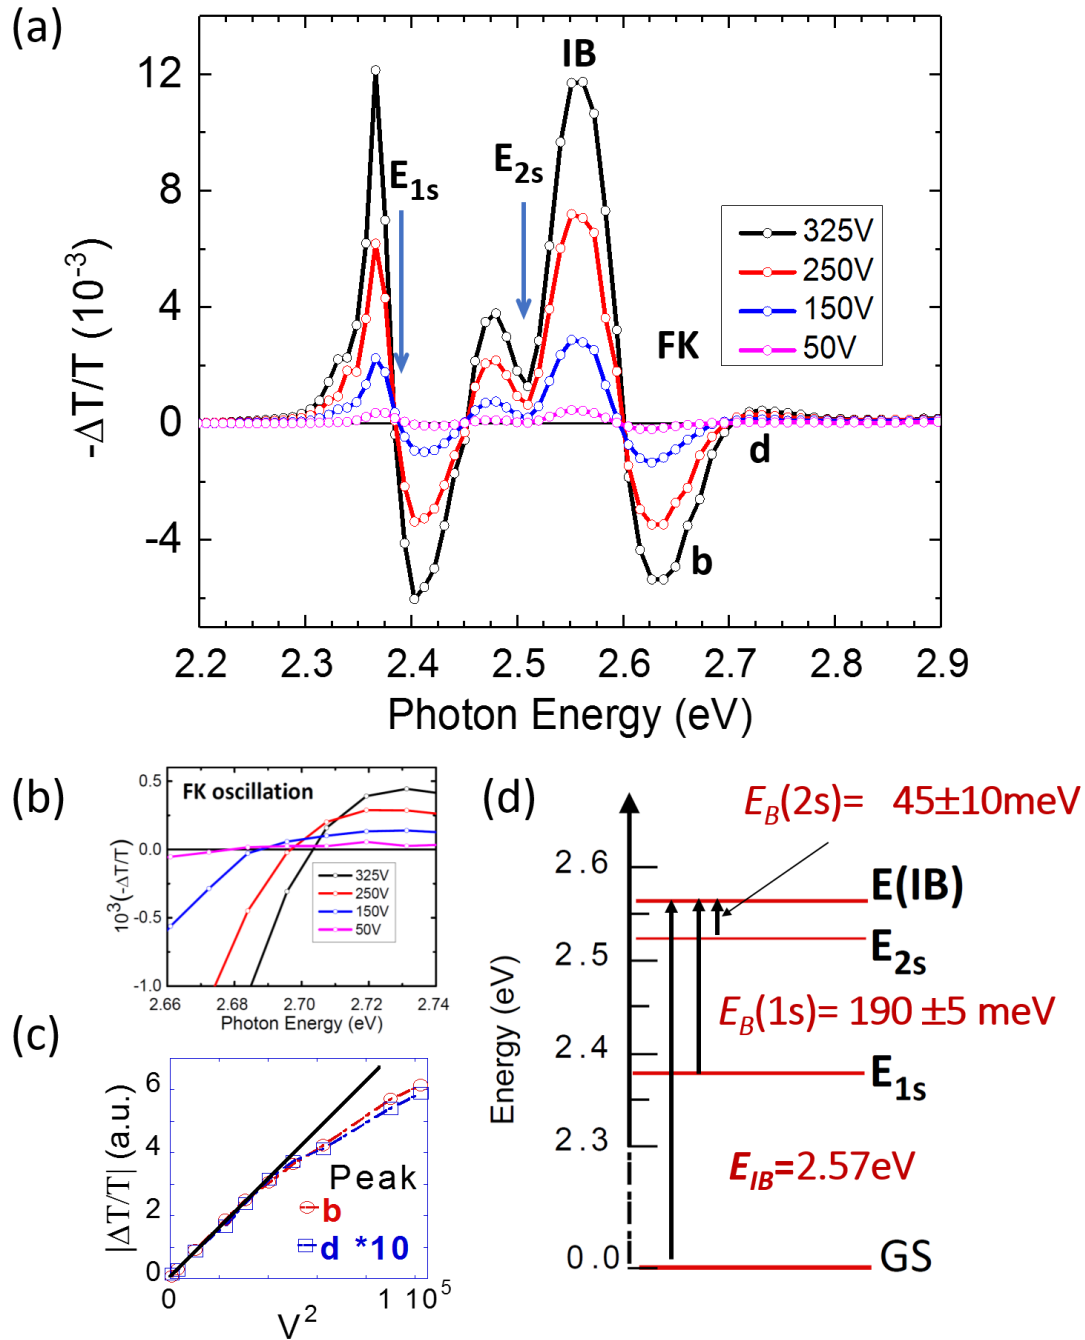 (a)
12
8
4
0
-4
-ΔT/T (10⁻³)
E1s
E2s
IB
FK
d
b
325V
250V
150V
50V
2.2 2.3 2.4 2.5 2.6 2.7 2.8 2.9
Photon Energy (eV)
(b)
FK oscillation
0.5
0.0
-0.5
-1.0
10³(-ΔT/T)
325V
250V
150V
50V
2.66 2.68 2.70 2.72 2.74
Photon Energy (eV)
(c)
6
4
2
0
|ΔT/T| (a.u.)
Peak
b
d *10
0 1 10⁵
V²
(d)
EB(2s)= 45±10meV
2.6
2.5
2.4
2.3
0.0
Energy (eV)
E(IB)
E2s
EB(1s)= 190 ±5 meV
E1s
EIB=2.57eV
GS